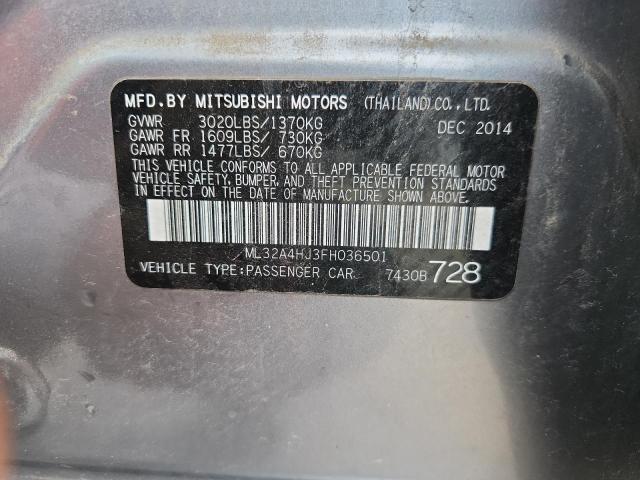 MFD.BY MITSUBISHI MOTORS (THAILAND)CO.,LTD.
GVWR 3020LBS/1370KG DEC 2014
GAWR FR 1609LBS/ 730KG
GAWR RR 1477LBS/ 670KG
THIS VEHICLE CONFORMS TO ALL APPLICABLE FEDERAL MOTOR
VEHICLE SAFETY, BUMPER, AND THEFT PREVENTION STANDARDS
IN EFFECT ON THE DATE OF MANUFACTURE SHOWN ABOVE.
ML32A4HJ3FH036501
VEHICLE TYPE:PASSENGER CAR 7430B 728